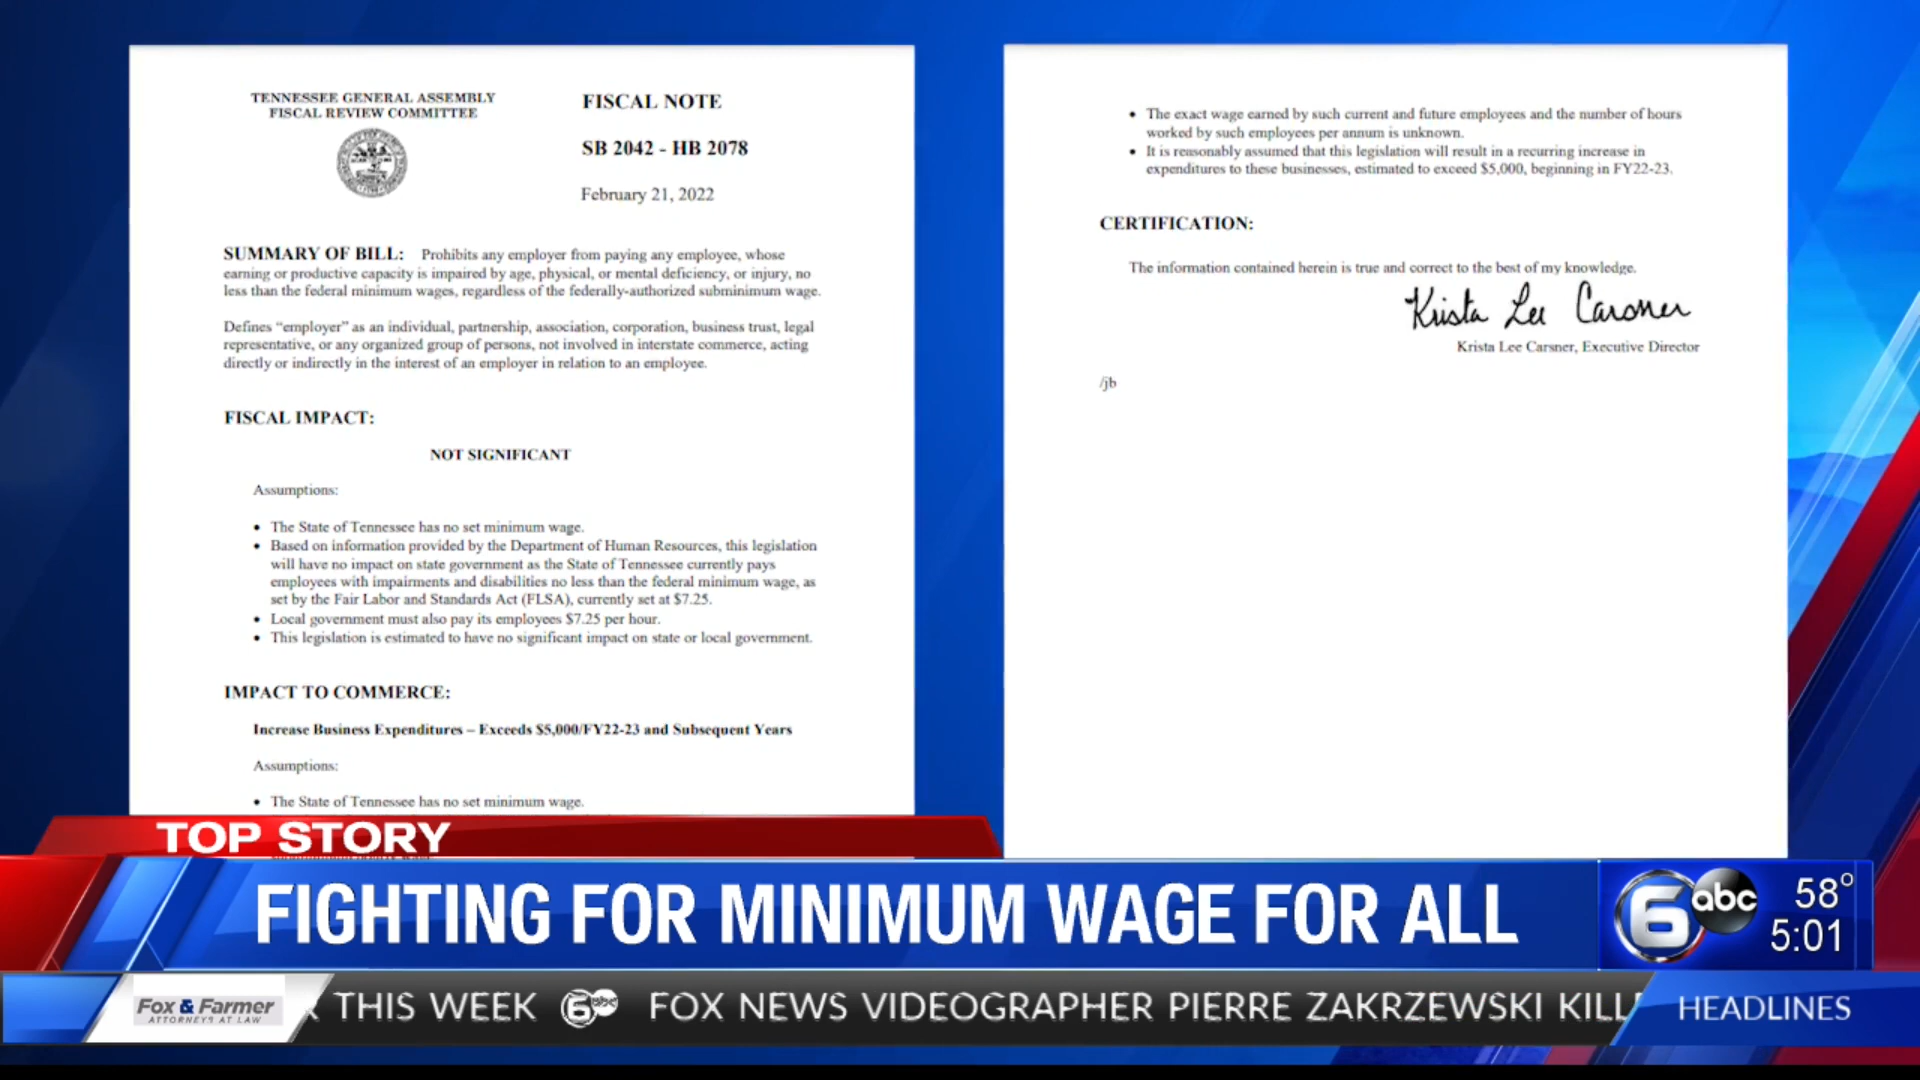 TENNESSEE GENERAL ASSEMBLY
FISCAL REVIEW COMMITTEE
FISCAL NOTE
SB 2042 - HB 2078
February 21, 2022
SUMMARY OF BILL: Prohibits any employer from paying any employee, whose
earning or productive capacity is impaired by age, physical, or mental deficiency, or injury, no
less than the federal minimum wages, regardless of the federally-authorized subminimum wage.
Defines “employer” as an individual, partnership, association, corporation, business trust, legal
representative, or any organized group of persons, not involved in interstate commerce, acting
directly or indirectly in the interest of an employer in relation to an employee.
FISCAL IMPACT:
NOT SIGNIFICANT
Assumptions:
• The State of Tennessee has no set minimum wage.
• Based on information provided by the Department of Human Resources, this legislation
will have no impact on state government as the State of Tennessee currently pays
employees with impairments and disabilities no less than the federal minimum wage, as
set by the Fair Labor and Standards Act (FLSA), currently set at $7.25.
• Local government must also pay its employees $7.25 per hour.
• This legislation is estimated to have no significant impact on state or local government.
IMPACT TO COMMERCE:
Increase Business Expenditures – Exceeds $5,000/FY22-23 and Subsequent Years
Assumptions:
• The State of Tennessee has no set minimum wage.
• The exact wage earned by such current and future employees and the number of hours
worked by such employees per annum is unknown.
• It is reasonably assumed that this legislation will result in a recurring increase in
expenditures to these businesses, estimated to exceed $5,000, beginning in FY22-23.
CERTIFICATION:
The information contained herein is true and correct to the best of my knowledge.
Krista Lee Carsner
Krista Lee Carsner, Executive Director
/jb
TOP STORY
FIGHTING FOR MINIMUM WAGE FOR ALL
6 abc 58°
5:01
Fox & Farmer
ATTORNEYS AT LAW
THIS WEEK 6 abc FOX NEWS VIDEOGRAPHER PIERRE ZAKRZEWSKI KILL
HEADLINES